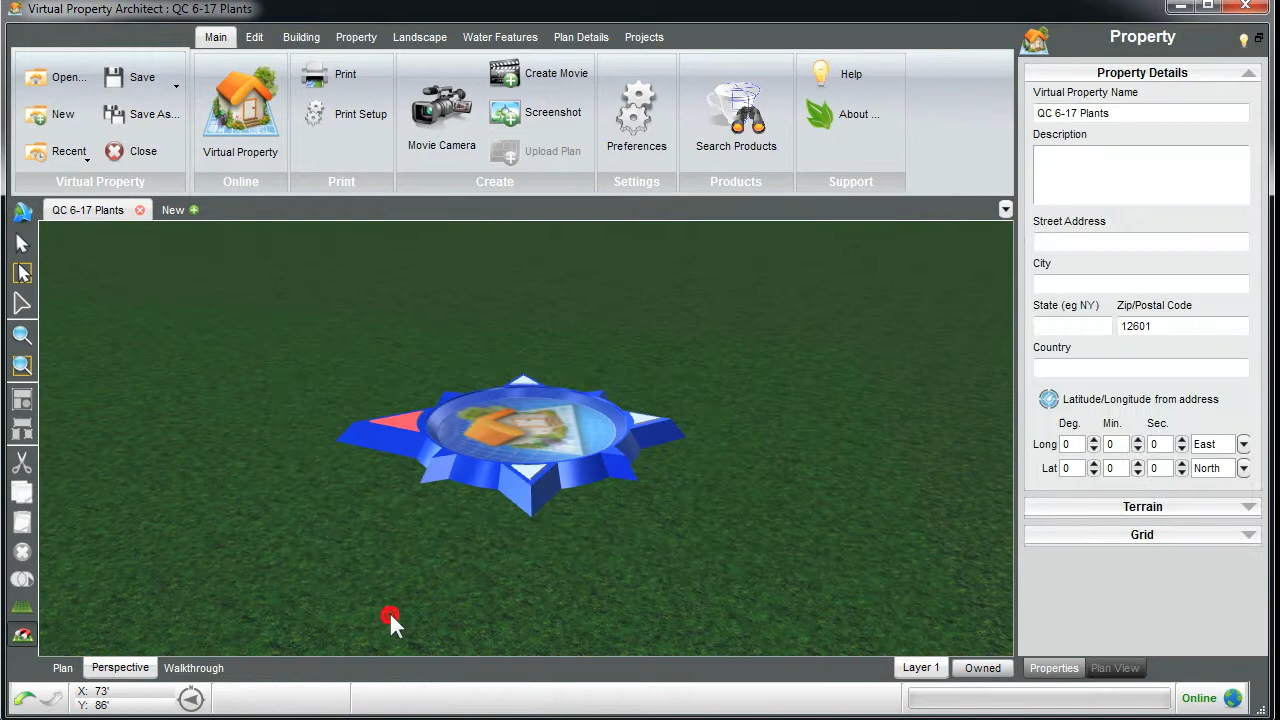 Virtual Property Architect : QC 6-17 Plants
Main Edit Building Property Landscape Water Features Plan Details Projects
Open... Save
New Save As...
Recent Close
Virtual Property
Virtual Property
Online
Print
Print Setup
Print
Movie Camera
Create Movie
Screenshot
Upload Plan
Create
Preferences
Settings
Search Products
Products
Help
About ...
Support
QC 6-17 Plants New
Property
Property Details
Virtual Property Name
QC 6-17 Plants
Description
Street Address
City
State (eg NY) Zip/Postal Code
12601
Country
Latitude/Longitude from address
Deg. Min. Sec.
Long 0 0 0 East
Lat 0 0 0 North
Terrain
Grid
Plan Perspective Walkthrough
Layer 1 Owned
Properties Plan View
X: 73'
Y: 86'
Online